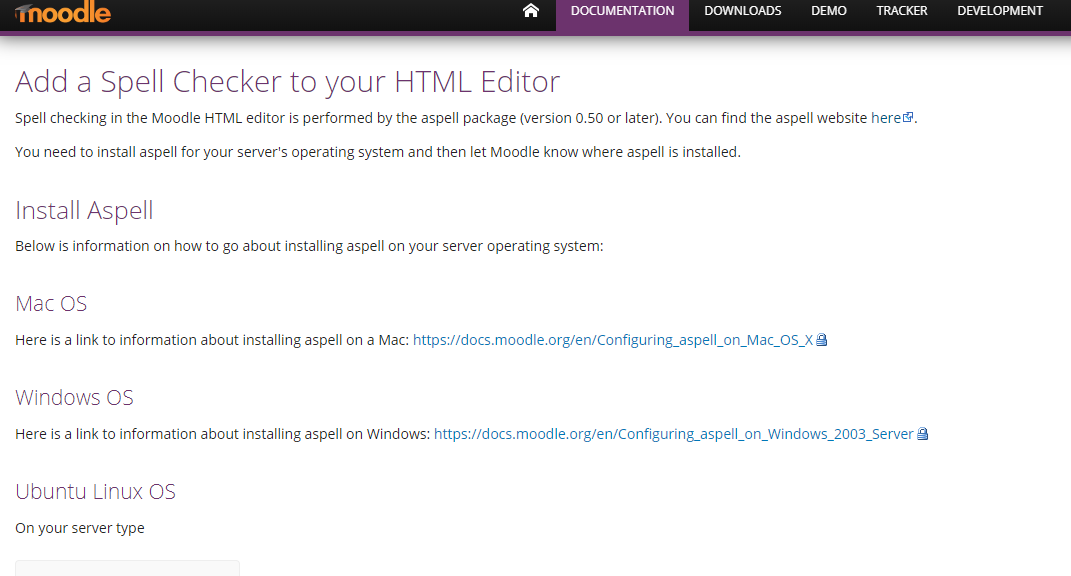 moodle
DOCUMENTATION DOWNLOADS DEMO TRACKER DEVELOPMENT
Add a Spell Checker to your HTML Editor
Spell checking in the Moodle HTML editor is performed by the aspell package (version 0.50 or later). You can find the aspell website here.
You need to install aspell for your server's operating system and then let Moodle know where aspell is installed.
Install Aspell
Below is information on how to go about installing aspell on your server operating system:
Mac OS
Here is a link to information about installing aspell on a Mac: https://docs.moodle.org/en/Configuring_aspell_on_Mac_OS_X
Windows OS
Here is a link to information about installing aspell on Windows: https://docs.moodle.org/en/Configuring_aspell_on_Windows_2003_Server
Ubuntu Linux OS
On your server type